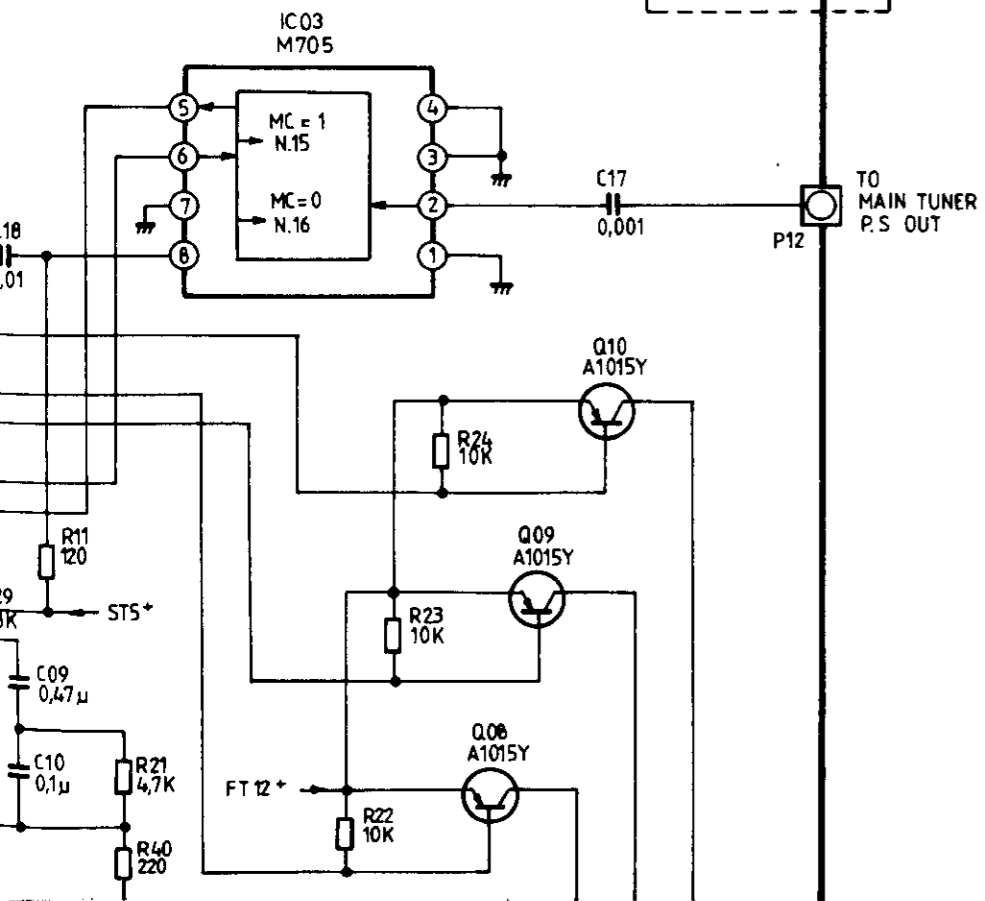 IC03
M705
5
4
MC = 1
N.15
6
3
MC=0
N.16
7
2
8
1
C17
0,001
TO
MAIN TUNER
P.S OUT
P12
Q10
A1015Y
R24
10K
R11
120
Q09
A1015Y
ST5+
R23
10K
C09
0,47µ
Q08
A1015Y
C10
0,1µ
R21
4,7K
FT 12+
R22
10K
R40
220